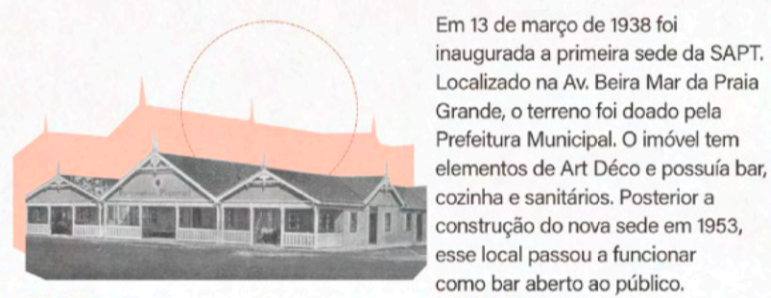 Em 13 de março de 1938 foi
inaugurada a primeira sede da SAPT.
Localizado na Av. Beira Mar da Praia
Grande, o terreno foi doado pela
Prefeitura Municipal. O imóvel tem
elementos de Art Déco e possuía bar,
cozinha e sanitários. Posterior a
construção do nova sede em 1953,
esse local passou a funcionar
como bar aberto ao público.